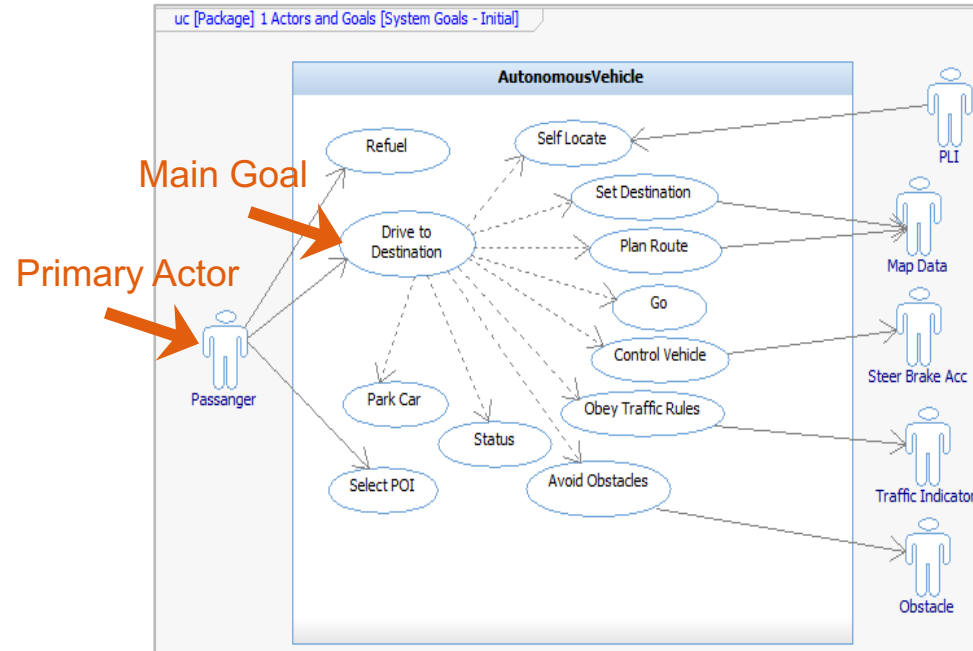 uc [Package] 1 Actors and Goals [System Goals - Initial]
AutonomousVehicle
Main Goal
Primary Actor
Passanger
Refuel
Drive to
Destination
Park Car
Status
Select POI
Self Locate
Set Destination
Plan Route
Go
Control Vehicle
Obey Traffic Rules
Avoid Obstacles
PLI
Map Data
Steer Brake Acc
Traffic Indicator
Obstacle